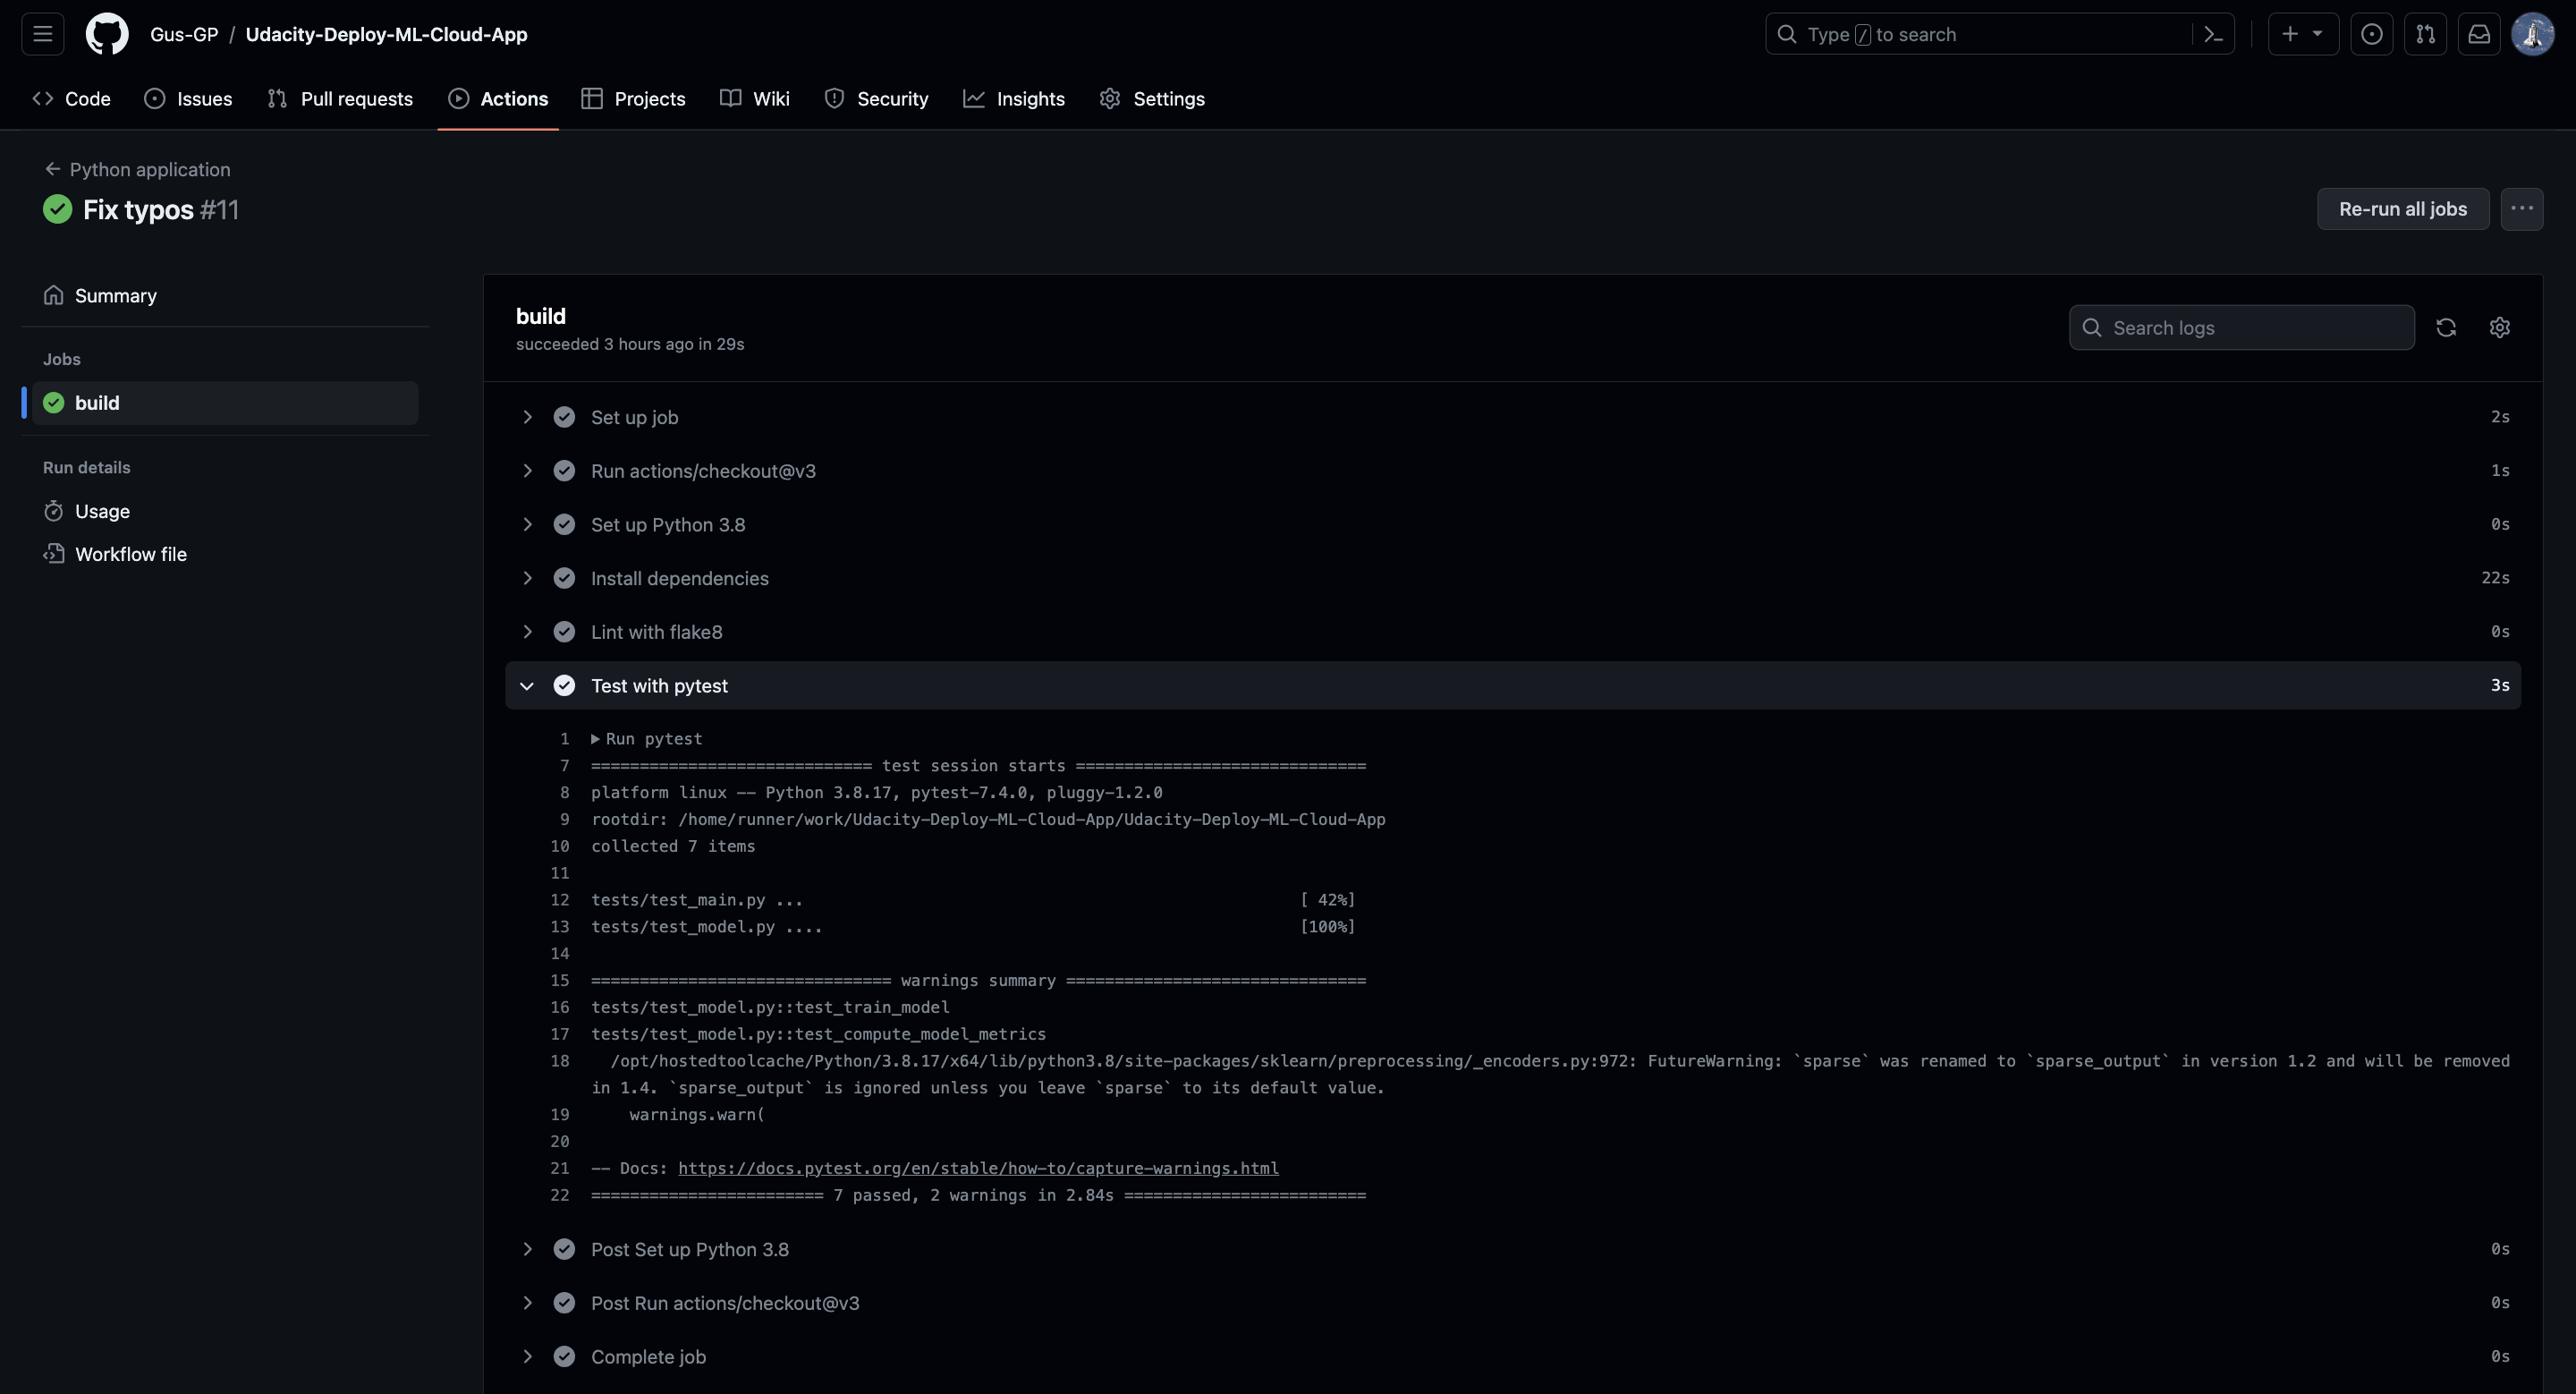 Gus-GP / Udacity-Deploy-ML-Cloud-App
Type / to search
Code
Issues
Pull requests
Actions
Projects
Wiki
Security
Insights
Settings
Python application
Fix typos #11
Re-run all jobs
Summary
Jobs
build
Run details
Usage
Workflow file
build
succeeded 3 hours ago in 29s
Search logs
Set up job 2s
Run actions/checkout@v3 1s
Set up Python 3.8 0s
Install dependencies 22s
Lint with flake8 0s
Test with pytest 3s
1 Run pytest
7 ============================= test session starts ==============================
8 platform linux -- Python 3.8.17, pytest-7.4.0, pluggy-1.2.0
9 rootdir: /home/runner/work/Udacity-Deploy-ML-Cloud-App/Udacity-Deploy-ML-Cloud-App
10 collected 7 items
11
12 tests/test_main.py ... [ 42%]
13 tests/test_model.py .... [100%]
14
15 =============================== warnings summary ===============================
16 tests/test_model.py::test_train_model
17 tests/test_model.py::test_compute_model_metrics
18 /opt/hostedtoolcache/Python/3.8.17/x64/lib/python3.8/site-packages/sklearn/preprocessing/_encoders.py:972: FutureWarning: `sparse` was renamed to `sparse_output` in version 1.2 and will be removed
in 1.4. `sparse_output` is ignored unless you leave `sparse` to its default value.
19 warnings.warn(
20
21 -- Docs: https://docs.pytest.org/en/stable/how-to/capture-warnings.html
22 ======================== 7 passed, 2 warnings in 2.84s =========================
Post Set up Python 3.8 0s
Post Run actions/checkout@v3 0s
Complete job 0s